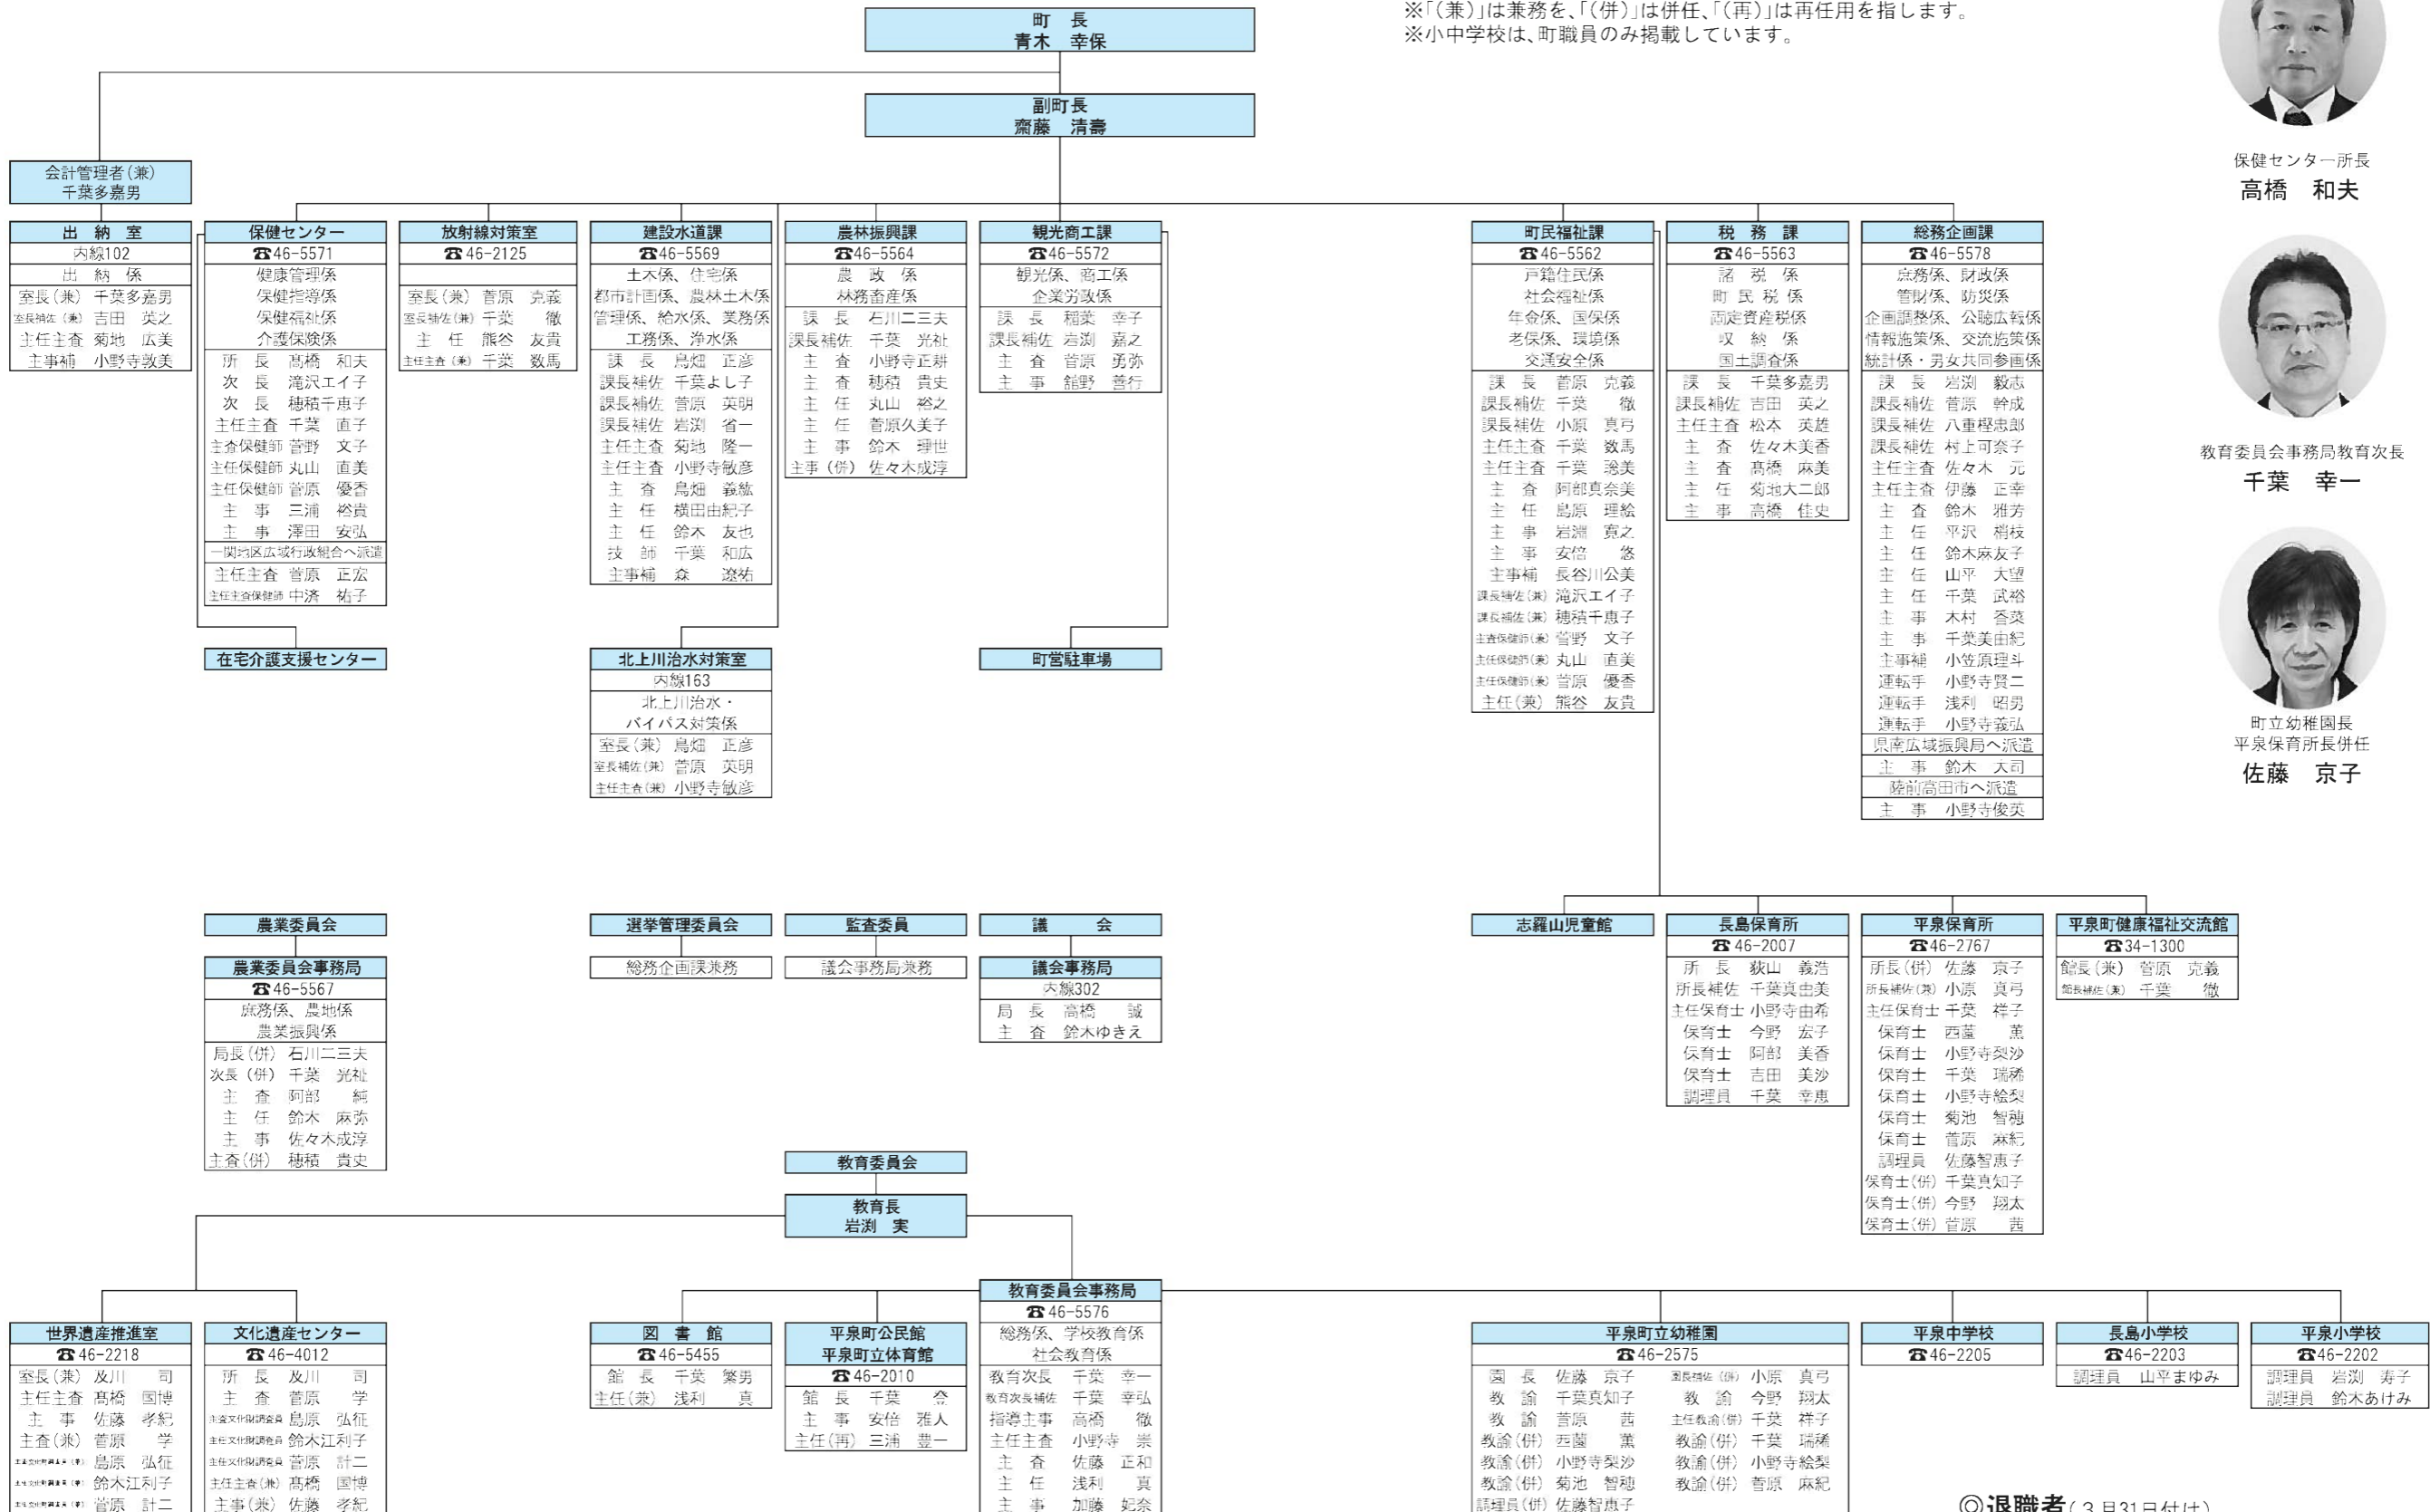 ※「(兼)」は兼務を、「(併)」は併任、「(再)」は再任用を指します。
※小中学校は、町職員のみ掲載しています。
町　長
青木　幸保
副町長
齋藤　清壽
会計管理者(兼)
千葉多嘉男
出　納　室
内線102
出　納　係
室長(兼) 千葉多嘉男
室長補佐(兼) 吉田　英之
主任主査 菊地　広美
主事補 小野寺敦美
保健センター
☎46-5571
健康管理係
保健指導係
保健福祉係
介護保険係
所　長 髙橋　和夫
次　長 滝沢エイ子
次　長 穂積千恵子
主任主査 千葉　直子
主査保健師 菅野　文子
主任保健師 丸山　直美
主任保健師 菅原　優香
主　事 三浦　裕貴
主　事 澤田　安弘
一関地区広域行政組合へ派遣
主任主査 菅原　正宏
主任主査保健師 中済　祐子
在宅介護支援センター
放射線対策室
☎46-2125
室長(兼) 菅原　克義
室長補佐(兼) 千葉　徹
主　任 熊谷　友貴
主任主査(兼) 千葉　数馬
建設水道課
☎46-5569
土木係、住宅係
都市計画係、農林土木係
管理係、給水係、業務係
工務係、浄水係
課　長 鳥畑　正彦
課長補佐 千葉よし子
課長補佐 菅原　英明
課長補佐 岩渕　省一
主任主査 菊地　隆一
主任主査 小野寺敏彦
主　査 鳥畑　義紘
主　任 横田由紀子
主　任 鈴木　友也
技　師 千葉　和広
主事補 森　遼祐
北上川治水対策室
内線163
北上川治水・
バイパス対策係
室長(兼) 鳥畑　正彦
室長補佐(兼) 菅原　英明
主任主査(兼) 小野寺敏彦
農林振興課
☎46-5564
農　政　係
林務畜産係
課　長 石川二三夫
課長補佐 千葉　光祉
主　査 小野寺正耕
主　査 穂積　貴史
主　任 丸山　裕之
主　任 菅原久美子
主　事 鈴木　理世
主事(併) 佐々木成淳
観光商工課
☎46-5572
観光係、商工係
企業労政係
課　長 稲葉　幸子
課長補佐 岩渕　嘉之
主　査 菅原　勇弥
主　事 舘野　善行
町営駐車場
町民福祉課
☎46-5562
戸籍住民係
社会福祉係
年金係、国保係
老保係、環境係
交通安全係
課　長 菅原　克義
課長補佐 千葉　徹
課長補佐 小原　真弓
主任主査 千葉　数馬
主任主査 千葉　聡美
主　査 阿部真奈美
主　任 島原　理絵
主　事 岩淵　寛之
主　事 安倍　悠
主事補 長谷川公美
課長補佐(兼) 滝沢エイ子
課長補佐(兼) 穂積千恵子
主査保健師(兼) 菅野　文子
主任保健師(兼) 丸山　直美
主任保健師(兼) 菅原　優香
主任(兼) 熊谷　友貴
税　務　課
☎46-5563
諸　税　係
町　民　税　係
固定資産税係
収　納　係
国土調査係
課　長 千葉多嘉男
課長補佐 吉田　英之
主任主査 松本　英雄
主　査 佐々木美香
主　査 髙橋　麻美
主　任 菊地大二郎
主　事 高橋　佳史
総務企画課
☎46-5578
庶務係、財政係
管財係、防災係
企画調整係、公聴広報係
情報施策係、交流施策係
統計係・男女共同参画係
課　長 岩渕　毅志
課長補佐 菅原　幹成
課長補佐 八重樫忠郎
課長補佐 村上可奈子
主任主査 佐々木　元
主任主査 伊藤　正幸
主　査 鈴木　雅芳
主　任 平沢　梢枝
主　任 鈴木麻友子
主　任 山平　大望
主　任 千葉　武裕
主　事 木村　香菜
主　事 千葉美由紀
主事補 小笠原理斗
運転手 小野寺賢二
運転手 浅利　昭男
運転手 小野寺義弘
県南広域振興局へ派遣
主　事 鈴木　大司
陸前高田市へ派遣
主　事 小野寺俊英
保健センター所長
高橋　和夫
教育委員会事務局教育次長
千葉　幸一
町立幼稚園長
平泉保育所長併任
佐藤　京子
志羅山児童館
長島保育所
☎46-2007
所　長 荻山　義浩
所長補佐 千葉真由美
主任保育士 小野寺由希
保育士 今野　宏子
保育士 阿部　美香
保育士 吉田　美沙
調理員 千葉　幸恵
平泉保育所
☎46-2767
所長(併) 佐藤　京子
所長補佐(兼) 小原　真弓
主任保育士 千葉　祥子
保育士 西薗　薫
保育士 小野寺梨沙
保育士 千葉　瑞稀
保育士 小野寺絵梨
保育士 菊池　智穂
保育士 菅原　麻紀
調理員 佐藤智恵子
保育士(併) 千葉真知子
保育士(併) 今野　翔太
保育士(併) 菅原　茜
平泉町健康福祉交流館
☎34-1300
館長(兼) 菅原　克義
館長補佐(兼) 千葉　徹
農業委員会
農業委員会事務局
☎46-5567
庶務係、農地係
農業振興係
局長(併) 石川二三夫
次長(併) 千葉　光祉
主　査 阿部　純
主　任 鈴木　麻弥
主　事 佐々木成淳
主査(併) 穂積　貴史
選挙管理委員会
総務企画課兼務
監査委員
議会事務局兼務
議　会
議会事務局
内線302
局　長 高橋　誠
主　査 鈴木ゆきえ
教育委員会
教育長
岩渕　実
世界遺産推進室
☎46-2218
室長(兼) 及川　司
主任主査 髙橋　国博
主　事 佐藤　孝紀
主査(兼) 菅原　学
島原　弘征
鈴木江利子
菅原　計二
文化遺産センター
☎46-4012
所　長 及川　司
主　査 菅原　学
主査文化財調査員 島原　弘征
主任文化財調査員 鈴木江利子
主任文化財調査員 菅原　計二
主任主査(兼) 髙橋　国博
主事(兼) 佐藤　孝紀
図　書　館
☎46-5455
館　長 千葉　繁男
主任(兼) 浅利　真
平泉町公民館
平泉町立体育館
☎46-2010
館　長 千葉　登
主　事 安倍　雅人
主任(再) 三浦　豊一
教育委員会事務局
☎46-5576
総務係、学校教育係
社会教育係
教育次長 千葉　幸一
教育次長補佐 千葉　幸弘
指導主事 高橋　徹
主任主査 小野寺　崇
主　査 佐藤　正和
主　任 浅利　真
主　事 加藤　妃奈
平泉町立幼稚園
☎46-2575
園　長 佐藤　京子 園長補佐(併) 小原　真弓
教　諭 千葉真知子 教　諭 今野　翔太
教　諭 菅原　茜 主任教諭(併) 千葉　祥子
教諭(併) 西薗　薫 教諭(併) 千葉　瑞稀
教諭(併) 小野寺梨沙 教諭(併) 小野寺絵梨
教諭(併) 菊池　智穂 教諭(併) 菅原　麻紀
調理員(併) 佐藤智恵子
平泉中学校
☎46-2205
長島小学校
☎46-2203
調理員 山平まゆみ
平泉小学校
☎46-2202
調理員 岩渕　寿子
調理員 鈴木あけみ
◎退職者(3月31日付け)